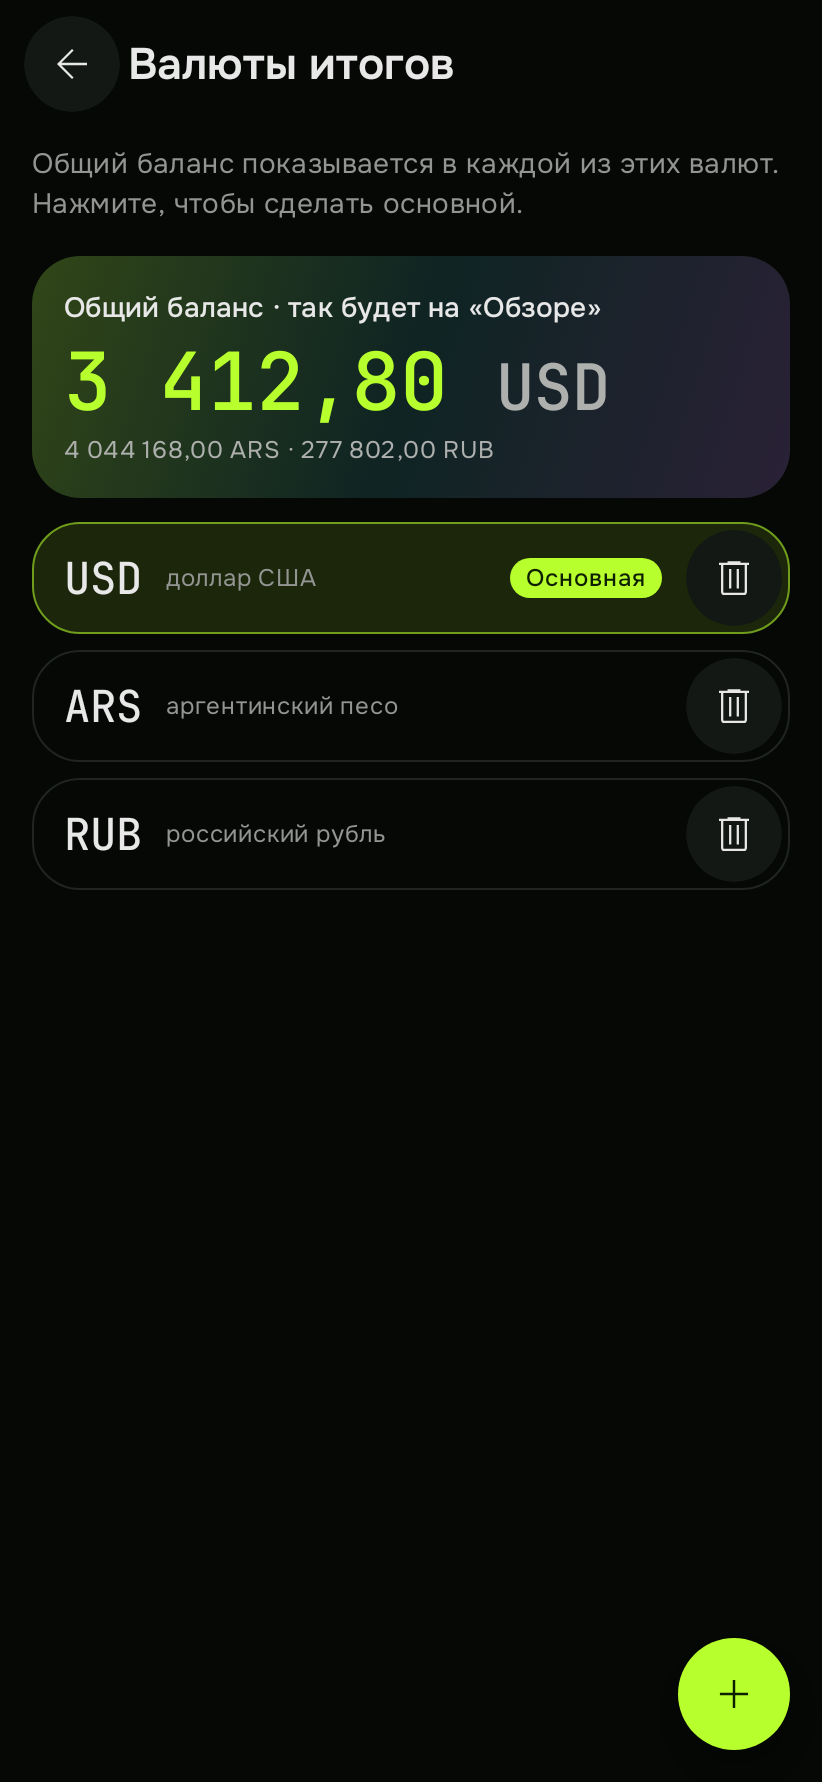 Валюты итогов
Общий баланс показывается в каждой из этих валют.
Нажмите, чтобы сделать основной.
Общий баланс · так будет на «Обзоре»
3 412,80 USD
4 044 168,00 ARS · 277 802,00 RUB
USD доллар США Основная
ARS аргентинский песо
RUB российский рубль